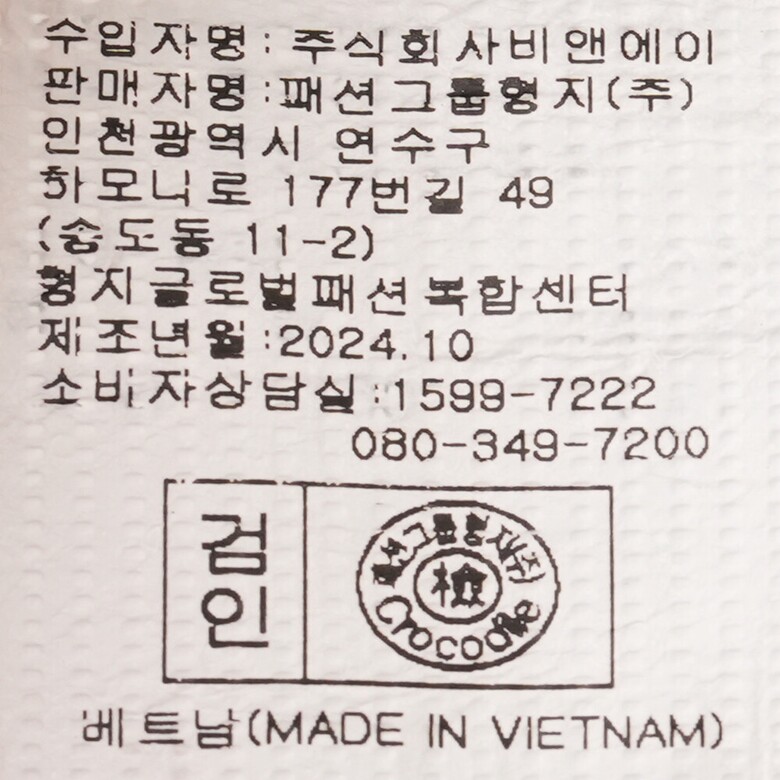 수입자명: 주식회사비앤에이
판매자명:패션그룹형지(주)
인천광역시 연수구
하모니로 177번길 49
(송도동 11-2)
형지글로벌패션복합센터
제조년월:2024.10
소비자상담실:1599-7222
080-349-7200
검인
패션그룹형지(주)
檢
Crocodile
베트남(MADE IN VIETNAM)